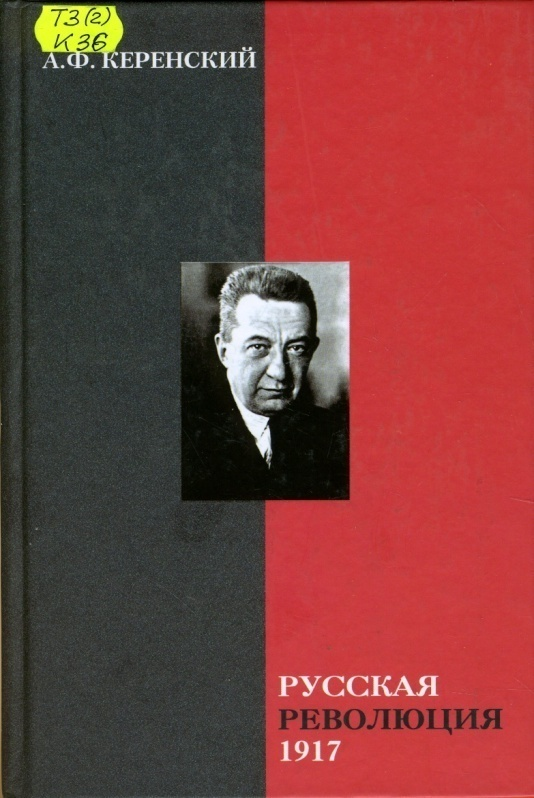 Т3(2)
К36
А.Ф. КЕРЕНСКИЙ
РУССКАЯ
РЕВОЛЮЦИЯ
1917